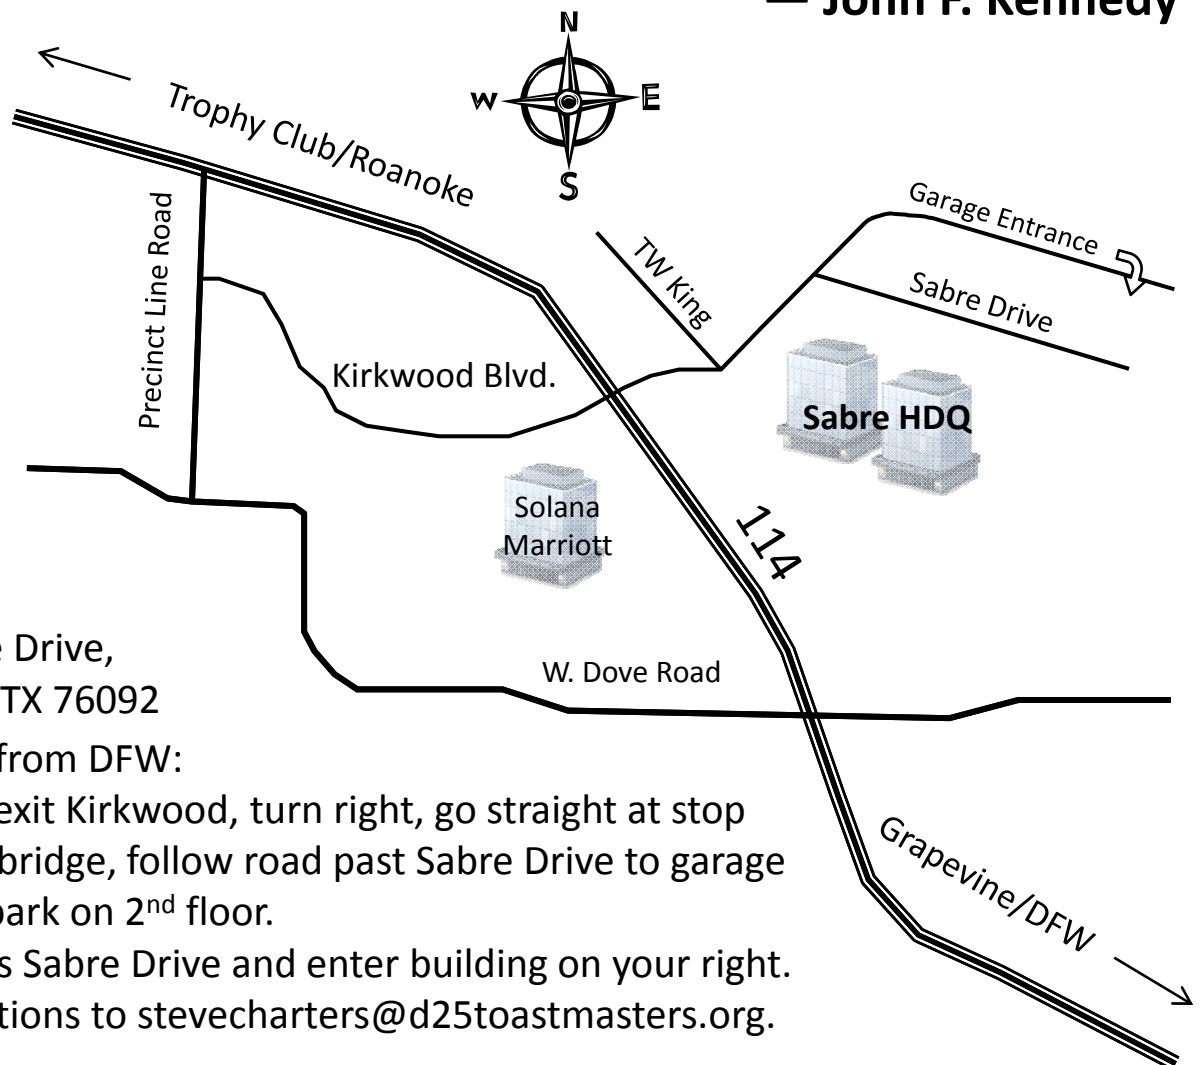 — John F. Kennedy
N
W
E
S
Trophy Club/Roanoke
Garage Entrance
Precinct Line Road
TW King
Sabre Drive
Kirkwood Blvd.
Sabre HDQ
Solana
Marriott
114
W. Dove Road
Drive,
TX 76092
from DFW:
exit Kirkwood, turn right, go straight at stop
bridge, follow road past Sabre Drive to garage
park on 2nd floor.
Sabre Drive and enter building on your right.
to stevecharters@d25toastmasters.org.
Grapevine/DFW